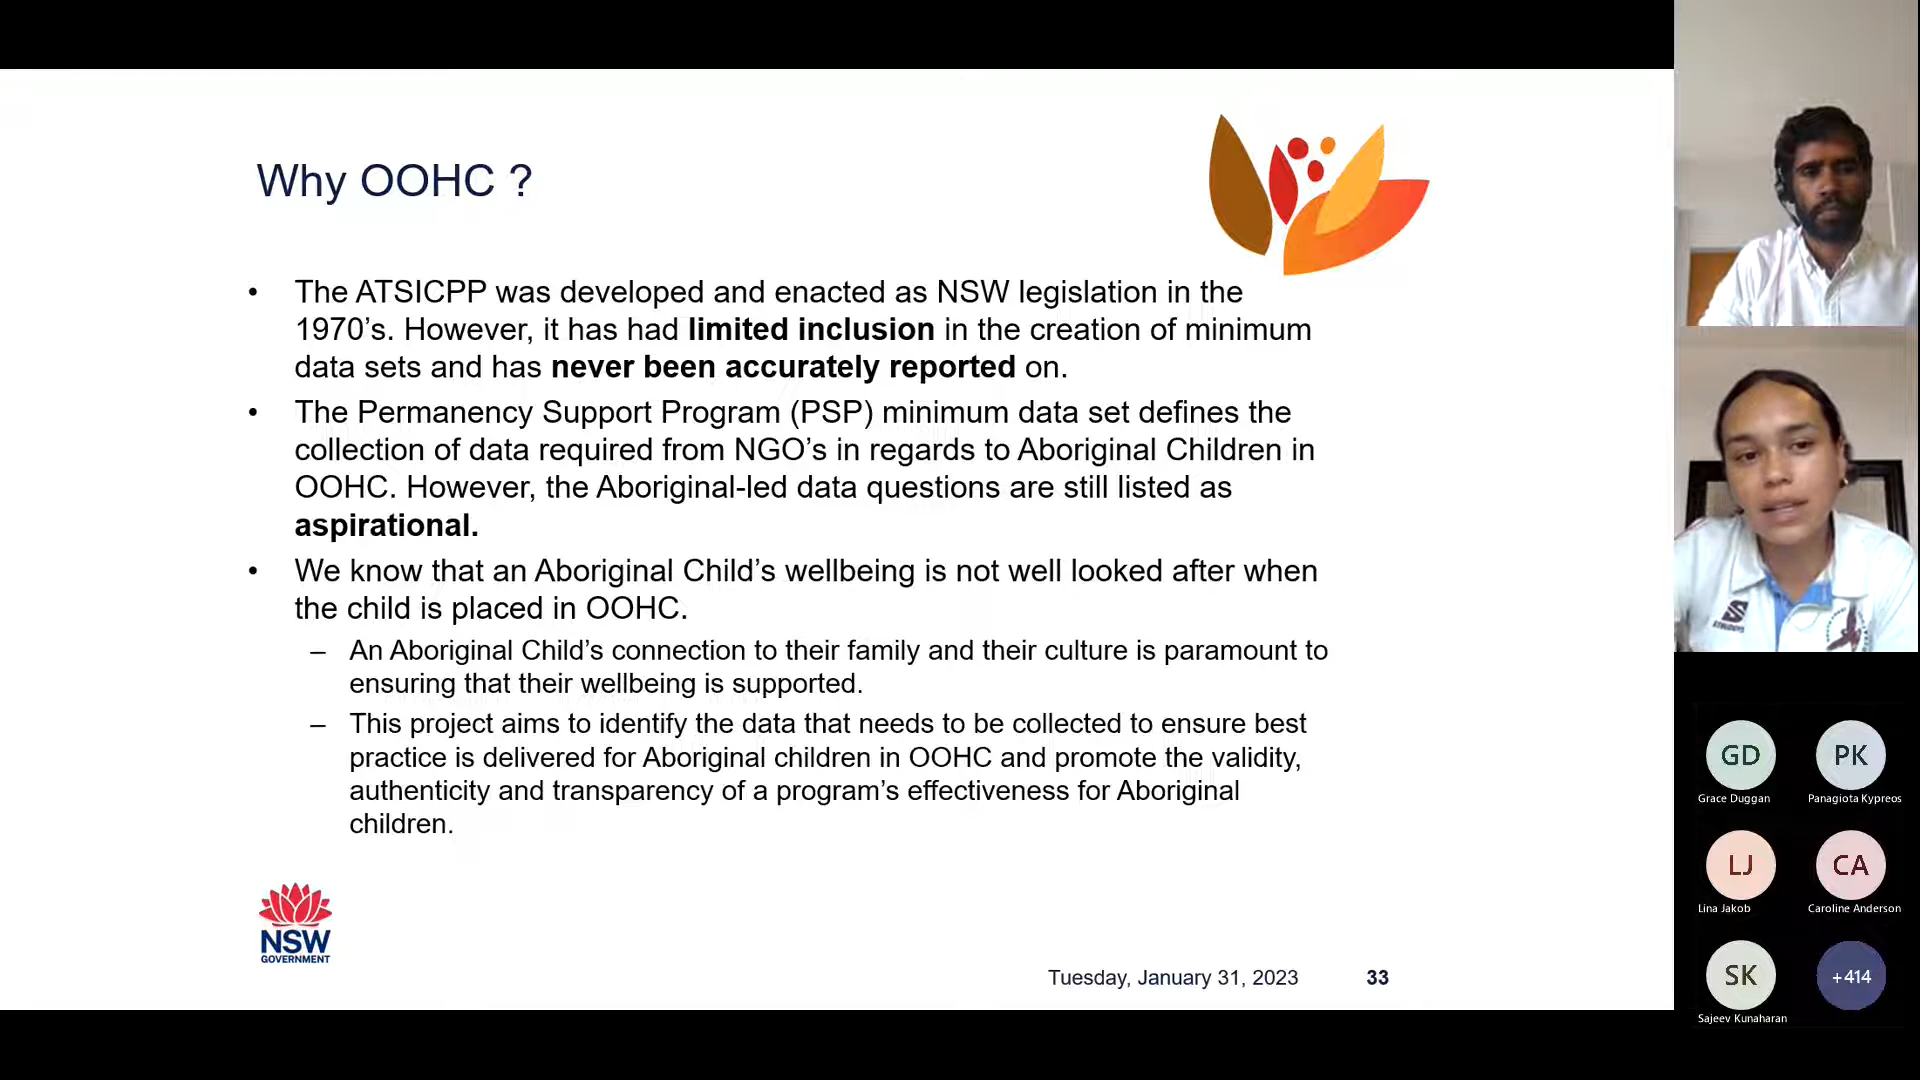 Why OOHC ?
• The ATSICPP was developed and enacted as NSW legislation in the
1970’s. However, it has had limited inclusion in the creation of minimum
data sets and has never been accurately reported on.
• The Permanency Support Program (PSP) minimum data set defines the
collection of data required from NGO’s in regards to Aboriginal Children in
OOHC. However, the Aboriginal-led data questions are still listed as
aspirational.
• We know that an Aboriginal Child’s wellbeing is not well looked after when
the child is placed in OOHC.
– An Aboriginal Child’s connection to their family and their culture is paramount to
ensuring that their wellbeing is supported.
– This project aims to identify the data that needs to be collected to ensure best
practice is delivered for Aboriginal children in OOHC and promote the validity,
authenticity and transparency of a program’s effectiveness for Aboriginal
children.
NSW
GOVERNMENT
Tuesday, January 31, 2023 33
GD PK
Grace Duggan Panagiota Kypreos
LJ CA
Lina Jakob Caroline Anderson
SK +414
Sajeev Kunaharan